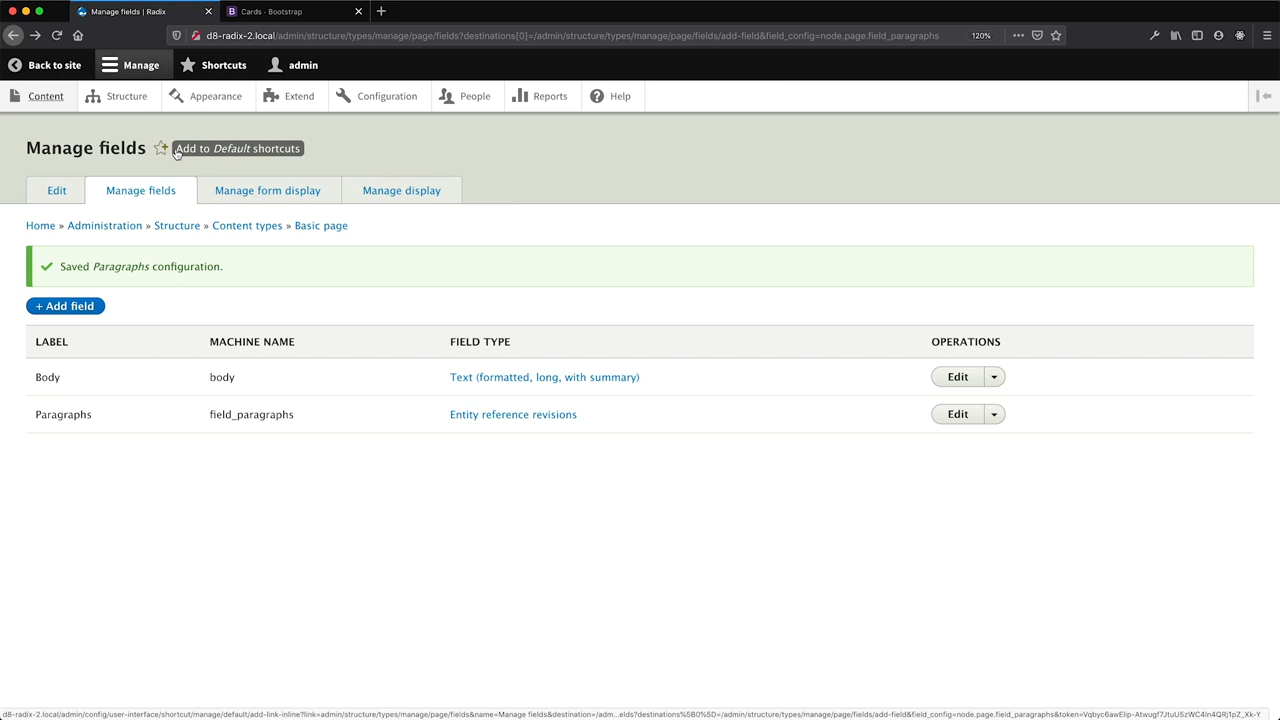 Manage fields | Radix
Cards · Bootstrap
d8-radix-2.local/admin/structure/types/manage/page/fields?destinations[0]=/admin/structure/types/manage/page/fields/add-field&field_config=node.page.field_paragraphs
120%
Back to site
Manage
Shortcuts
admin
Content
Structure
Appearance
Extend
Configuration
People
Reports
Help
Manage fields
Add to Default shortcuts
Edit
Manage fields
Manage form display
Manage display
Home » Administration » Structure » Content types » Basic page
Saved Paragraphs configuration.
+ Add field
LABEL MACHINE NAME FIELD TYPE OPERATIONS
Body body Text (formatted, long, with summary) Edit
Paragraphs field_paragraphs Entity reference revisions Edit